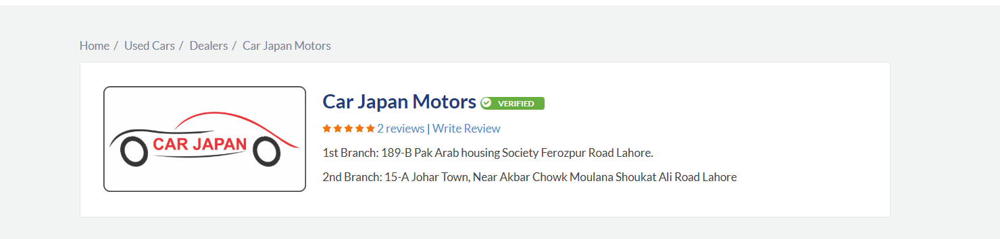 Home / Used Cars / Dealers / Car Japan Motors
CAR JAPAN
Car Japan Motors VERIFIED
2 reviews | Write Review
1st Branch: 189-B Pak Arab housing Society Ferozpur Road Lahore.
2nd Branch: 15-A Johar Town, Near Akbar Chowk Moulana Shoukat Ali Road Lahore